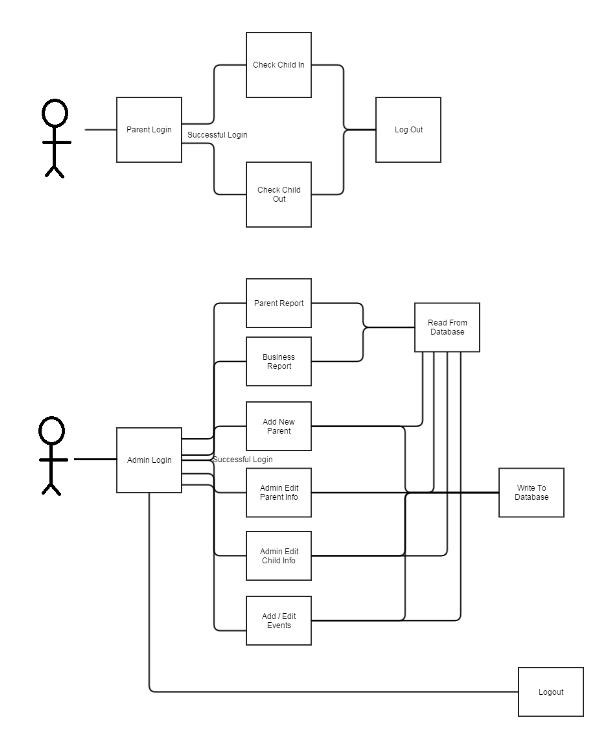 Check Child In
Parent Login
Successful Login
Log Out
Check Child
Out
Parent Report
Read From
Database
Business
Report
Add New
Parent
Admin Login
Successful Login
Admin Edit
Parent Info
Write To
Database
Admin Edit
Child Info
Add / Edit
Events
Logout